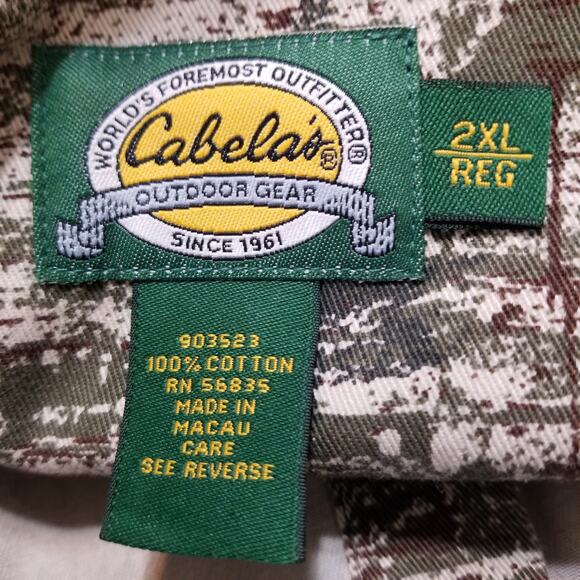 WORLD'S FOREMOST OUTFITTER®
Cabela's®
OUTDOOR GEAR
SINCE 1961
2XL
REG
903523
100% COTTON
RN 56835
MADE IN
MACAU
CARE
SEE REVERSE